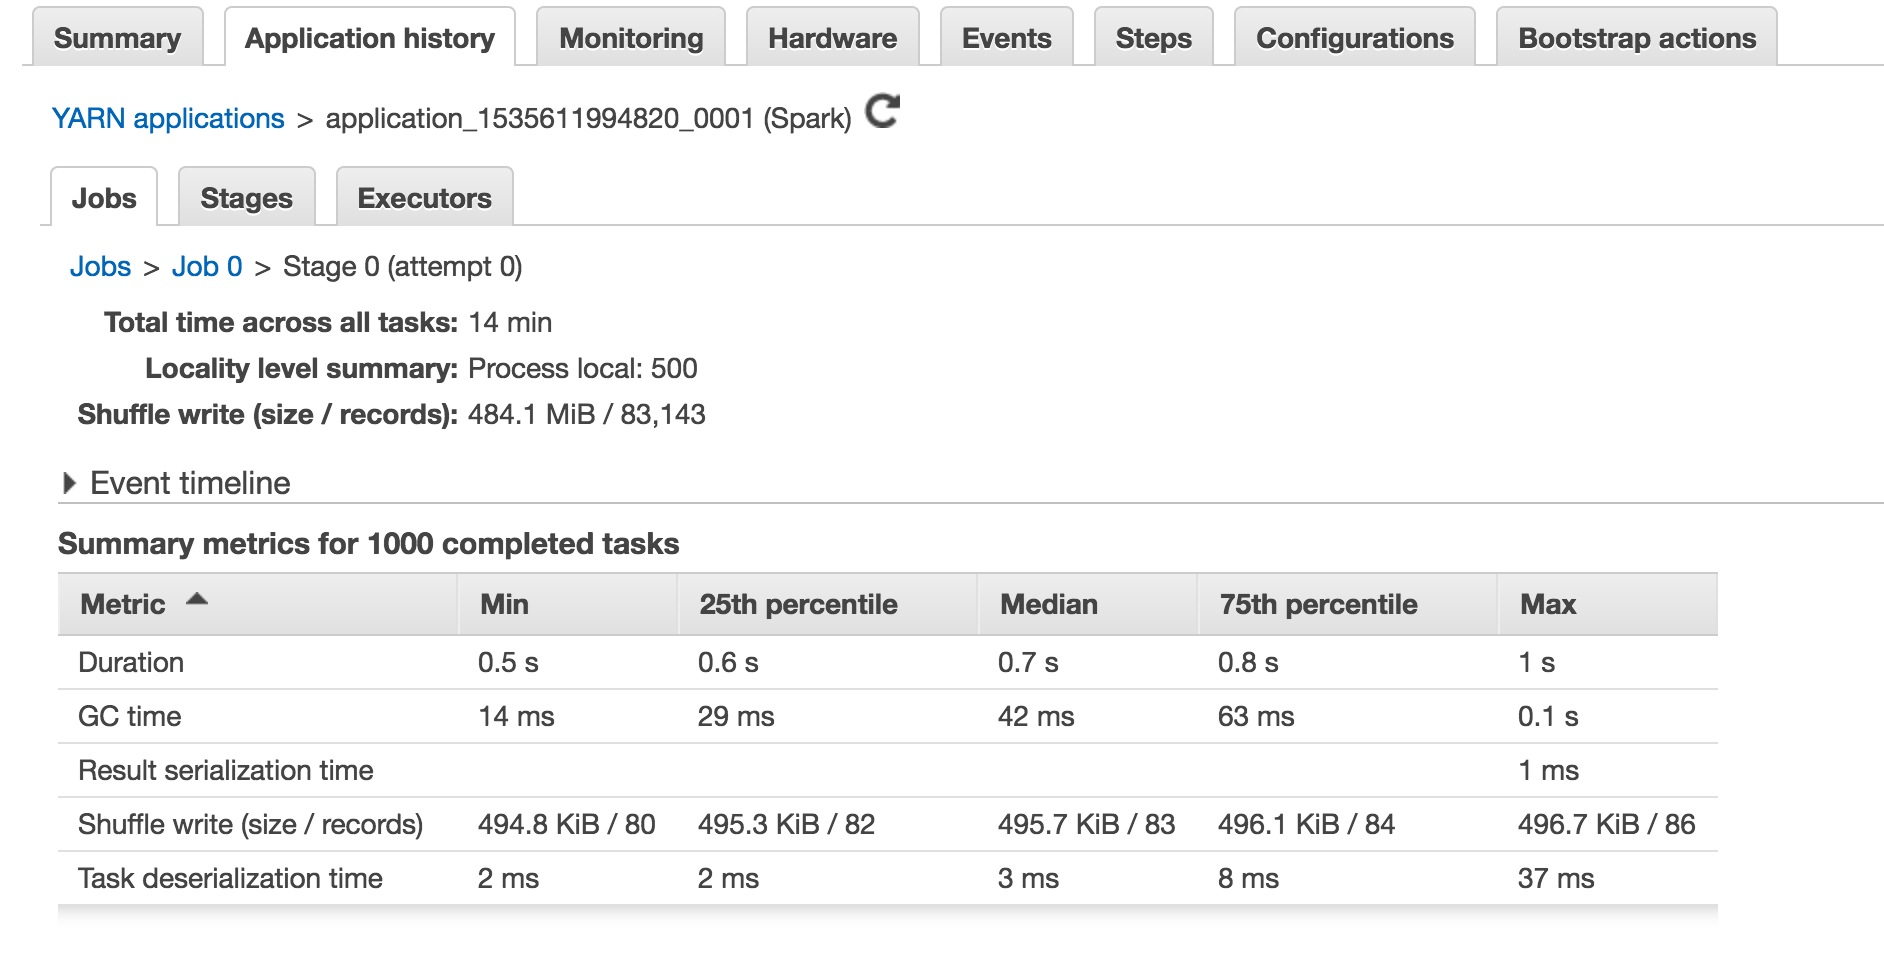 Summary Application history Monitoring Hardware Events Steps Configurations Bootstrap actions
YARN applications > application_1535611994820_0001 (Spark)
Jobs Stages Executors
Jobs > Job 0 > Stage 0 (attempt 0)
Total time across all tasks: 14 min
Locality level summary: Process local: 500
Shuffle write (size / records): 484.1 MiB / 83,143
Event timeline
Summary metrics for 1000 completed tasks
Metric Min 25th percentile Median 75th percentile Max
Duration 0.5 s 0.6 s 0.7 s 0.8 s 1 s
GC time 14 ms 29 ms 42 ms 63 ms 0.1 s
Result serialization time 1 ms
Shuffle write (size / records) 494.8 KiB / 80 495.3 KiB / 82 495.7 KiB / 83 496.1 KiB / 84 496.7 KiB / 86
Task deserialization time 2 ms 2 ms 3 ms 8 ms 37 ms